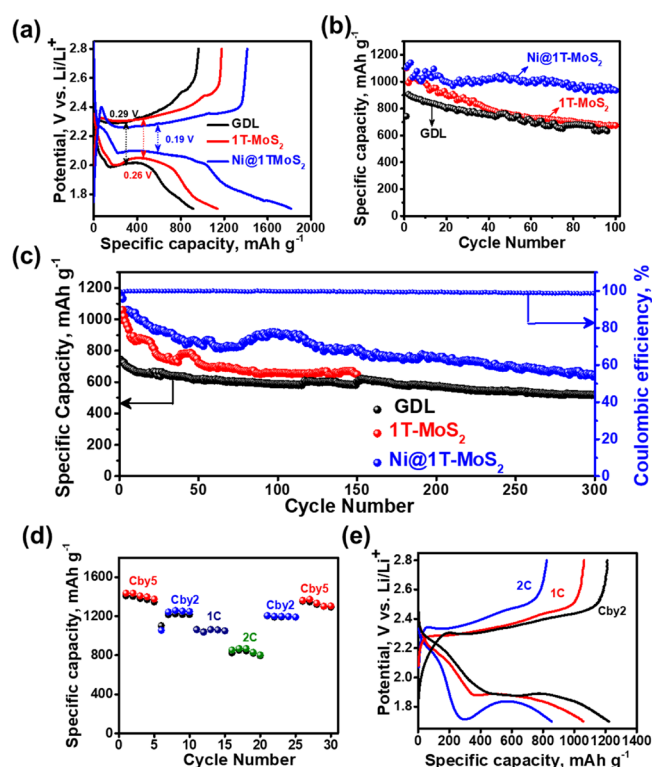 (a)
Potential, V vs. Li/Li+
2.8
2.6
2.4
2.2
2.0
1.8
0.29 V
0.19 V
0.26 V
GDL
1T-MoS2
Ni@1TMoS2
0 400 800 1200 1600 2000
Specific capacity, mAh g-1
(b)
Specific capacity, mAh g-1
1200
1000
800
600
400
200
0
Ni@1T-MoS2
1T-MoS2
GDL
0 20 40 60 80 100
Cycle Number
(c)
Specific Capacity, mAh g-1
1200
1000
800
600
400
200
0
GDL
1T-MoS2
Ni@1T-MoS2
100
80
60
40
20
0
Coulombic efficiency, %
0 50 100 150 200 250 300
Cycle Number
(d)
Specific capacity, mAh g-1
1600
1200
800
400
0
Cby5
Cby2
1C
2C
Cby2
Cby5
0 5 10 15 20 25 30
Cycle Number
(e)
Potential, V vs. Li/Li+
2.8
2.4
2.0
1.8
2C
1C
Cby2
0 200 400 600 800 1000 1200 1400
Specific capacity, mAh g-1